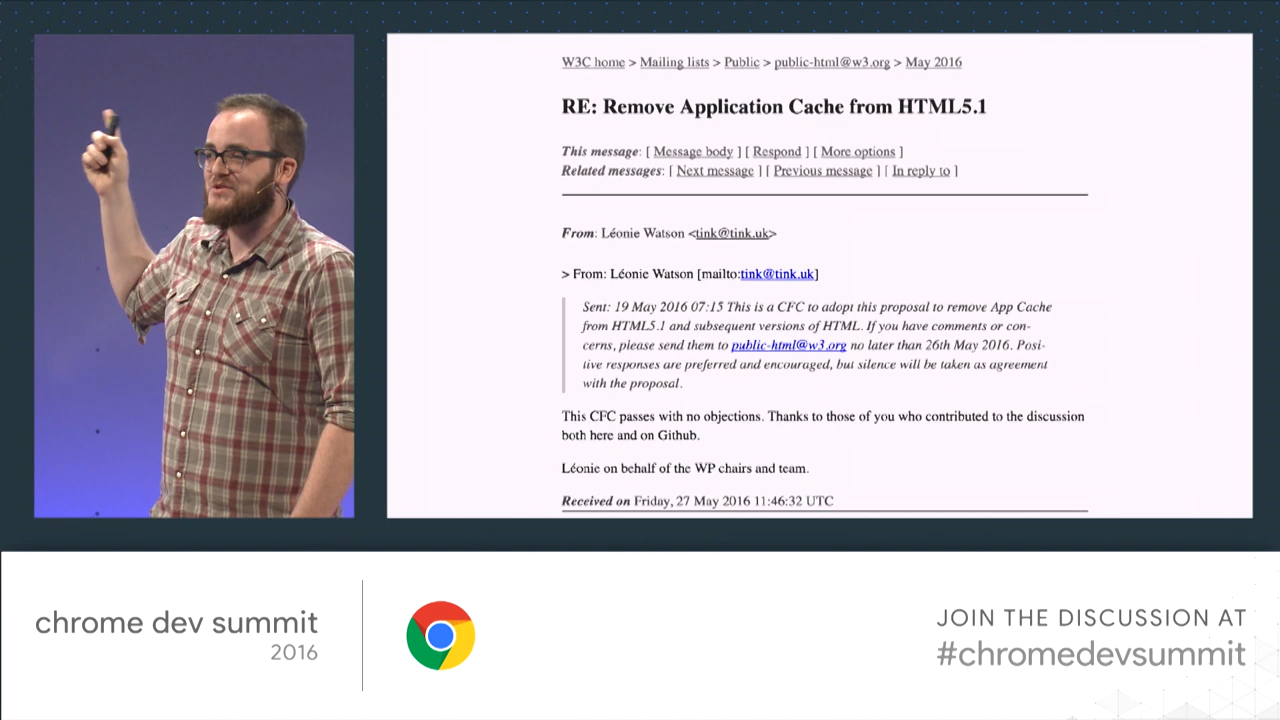 W3C home > Mailing lists > Public > public-html@w3.org > May 2016
RE: Remove Application Cache from HTML5.1
This message: [ Message body ] [ Respond ] [ More options ]
Related messages: [ Next message ] [ Previous message ] [ In reply to ]
From: Léonie Watson <tink@tink.uk>
> From: Léonie Watson [mailto:tink@tink.uk]
Sent: 19 May 2016 07:15 This is a CFC to adopt this proposal to remove App Cache
from HTML5.1 and subsequent versions of HTML. If you have comments or con-
cerns, please send them to public-html@w3.org no later than 26th May 2016. Posi-
tive responses are preferred and encouraged, but silence will be taken as agreement
with the proposal.
This CFC passes with no objections. Thanks to those of you who contributed to the discussion
both here and on Github.
Léonie on behalf of the WP chairs and team.
Received on Friday, 27 May 2016 11:46:32 UTC
chrome dev summit
2016
JOIN THE DISCUSSION AT
#chromedevsummit